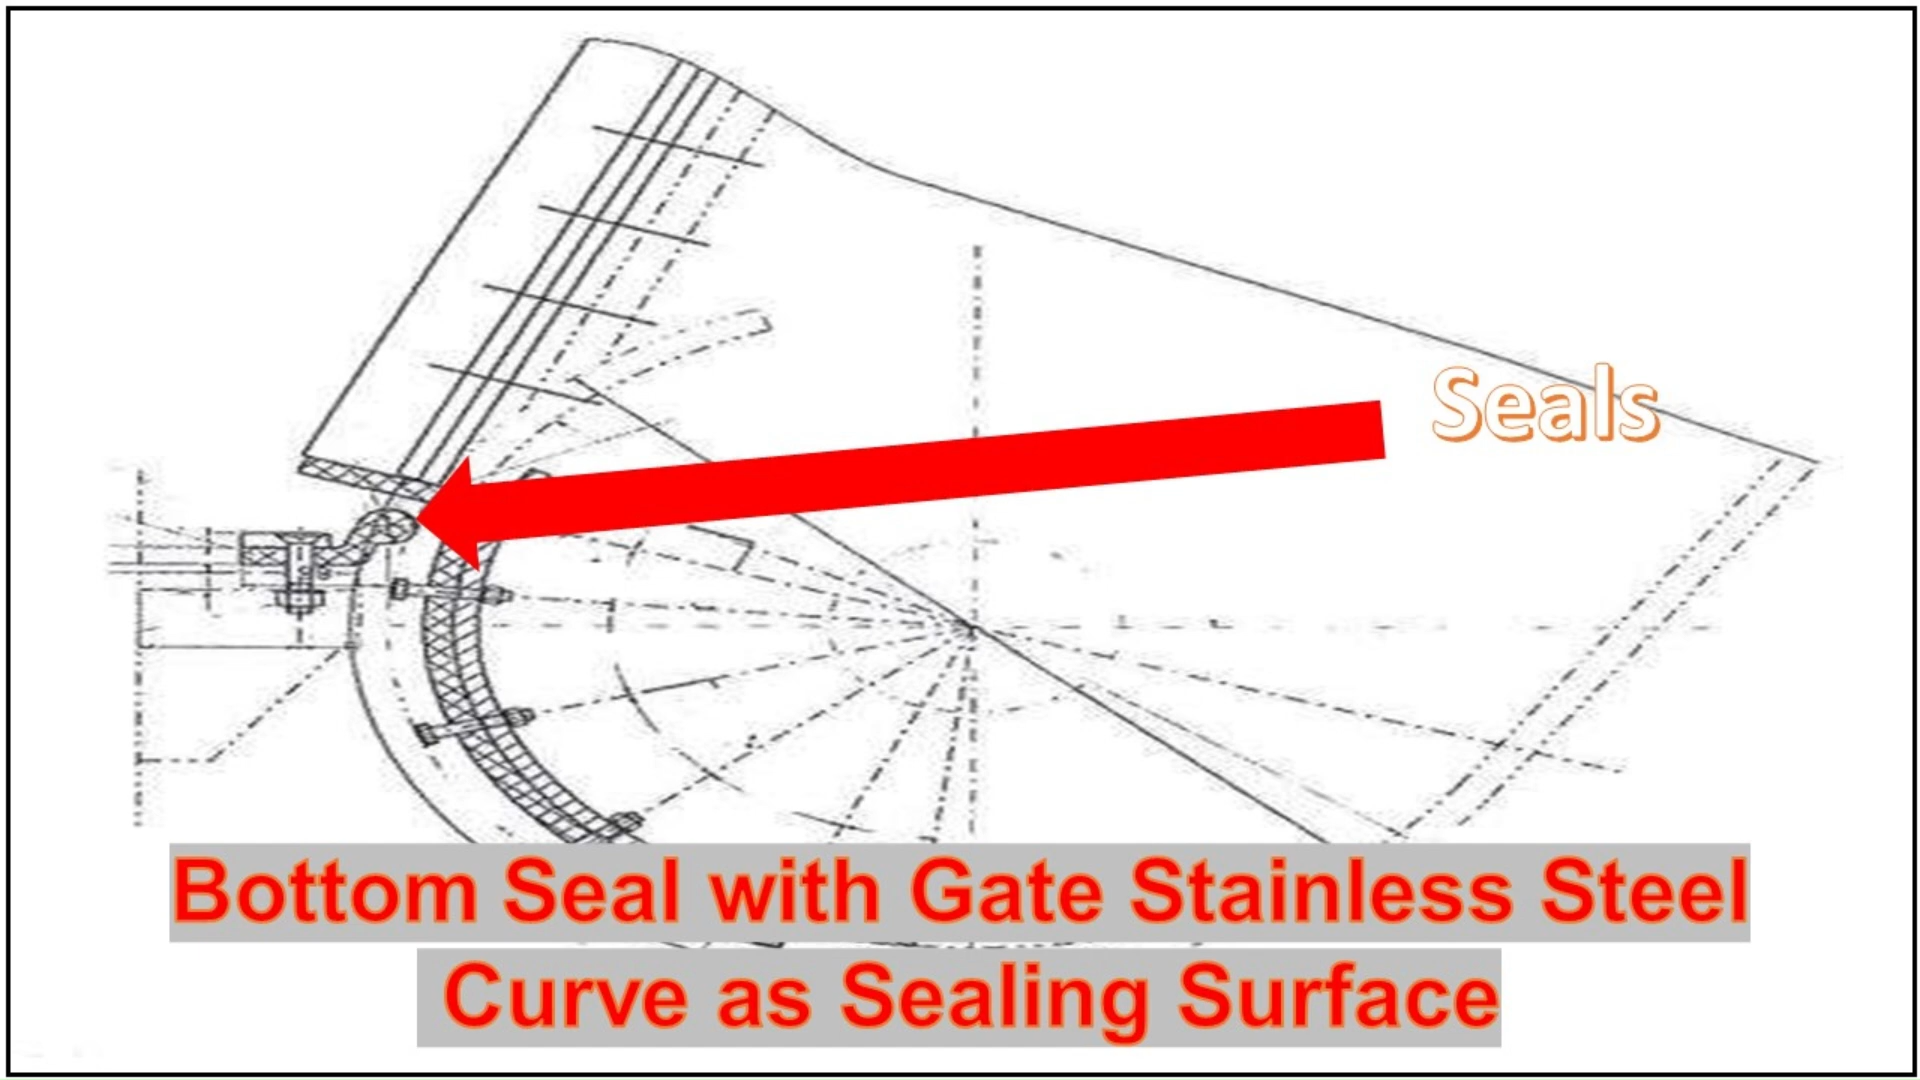 Seals
Bottom Seal with Gate Stainless Steel
Curve as Sealing Surface